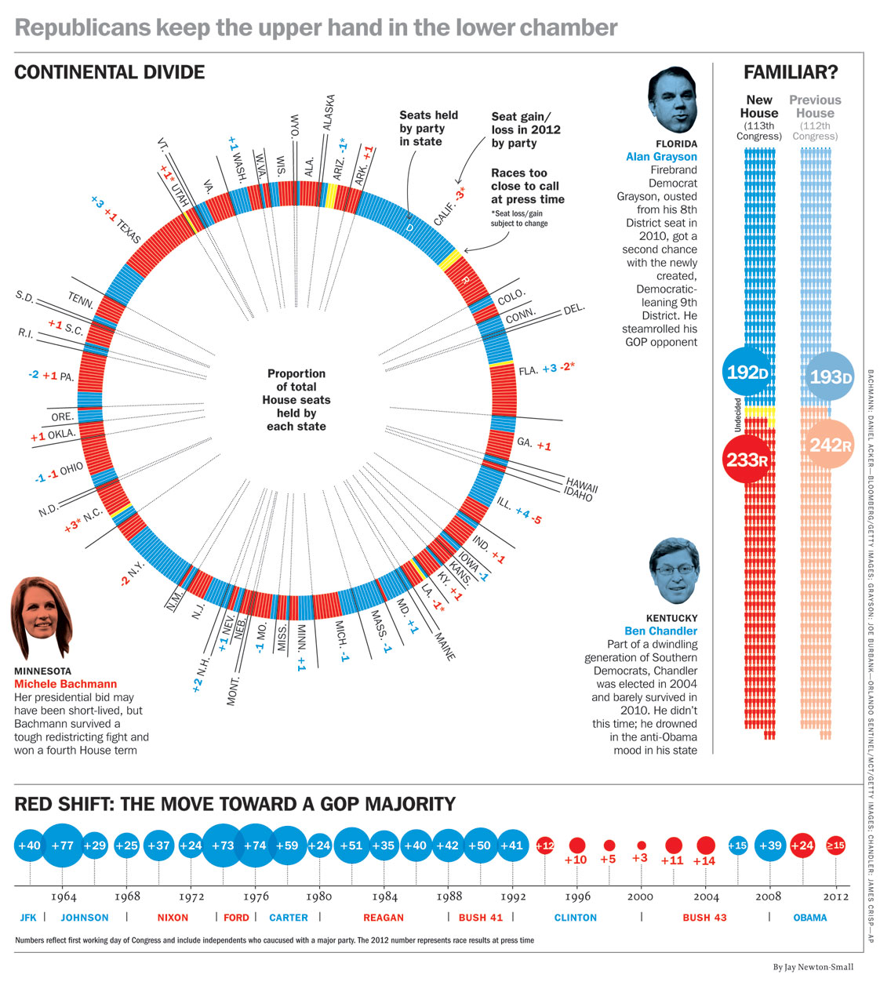 Republicans keep the upper hand in the lower chamber
CONTINENTAL DIVIDE
Seats held
by party
in state
Seat gain/
loss in 2012
by party
Races too
close to call
at press time
*Seat loss/gain
subject to change
D
R
ALASKA
ARIZ. -1*
ARK. +1
CALIF. -3*
COLO.
CONN.
DEL.
FLA. +3 -2*
GA. +1
HAWAII
IDAHO
ILL. +4 -5
IND. +1
IOWA -1
KANS.
KY. +1
LA. -1*
MAINE
MD. +1
MASS. -1
MICH. -1
MINN. +1
MISS.
-1 MO.
MONT.
NEB.
+1 NEV.
+2 N.H.
N.J.
N.M.
-2 N.Y.
+3* N.C.
N.D.
-1 -1 OHIO
+1 OKLA.
ORE.
-2 +1 PA.
R.I.
+1 S.C.
S.D.
TENN.
+3 +1 TEXAS
+1* UTAH
VT.
VA.
+1 WASH.
W.VA.
WIS.
WYO.
ALA.
Proportion
of total
House seats
held by
each state
FLORIDA
Alan Grayson
Firebrand
Democrat
Grayson, ousted
from his 8th
District seat in
2010, got a
second chance
with the newly
created,
Democratic-
leaning 9th
District. He
steamrolled his
GOP opponent
KENTUCKY
Ben Chandler
Part of a dwindling
generation of Southern
Democrats, Chandler
was elected in 2004
and barely survived in
2010. He didn't
this time; he drowned
in the anti-Obama
mood in his state
MINNESOTA
Michele Bachmann
Her presidential bid may
have been short-lived, but
Bachmann survived a
tough redistricting fight and
won a fourth House term
FAMILIAR?
New
House
(113th
Congress)
Previous
House
(112th
Congress)
192D
193D
Undecided
233R
242R
BACHMANN: DANIEL ACKER—BLOOMBERG/GETTY IMAGES; GRAYSON: JOE BURBANK—ORLANDO SENTINEL/MCT/GETTY IMAGES; CHANDLER: JAMES CRISP—AP
RED SHIFT: THE MOVE TOWARD A GOP MAJORITY
+40 +77 +29 +25 +37 +24 +73 +74 +59 +24 +51 +35 +40 +42 +50 +41 +12 +10 +5 +3 +11 +14 +15 +39 +24 ≥15
1964 1968 1972 1976 1980 1984 1988 1992 1996 2000 2004 2008 2012
JFK JOHNSON NIXON FORD CARTER REAGAN BUSH 41 CLINTON BUSH 43 OBAMA
Numbers reflect first working day of Congress and include independents who caucused with a major party. The 2012 number represents race results at press time
By Jay Newton-Small